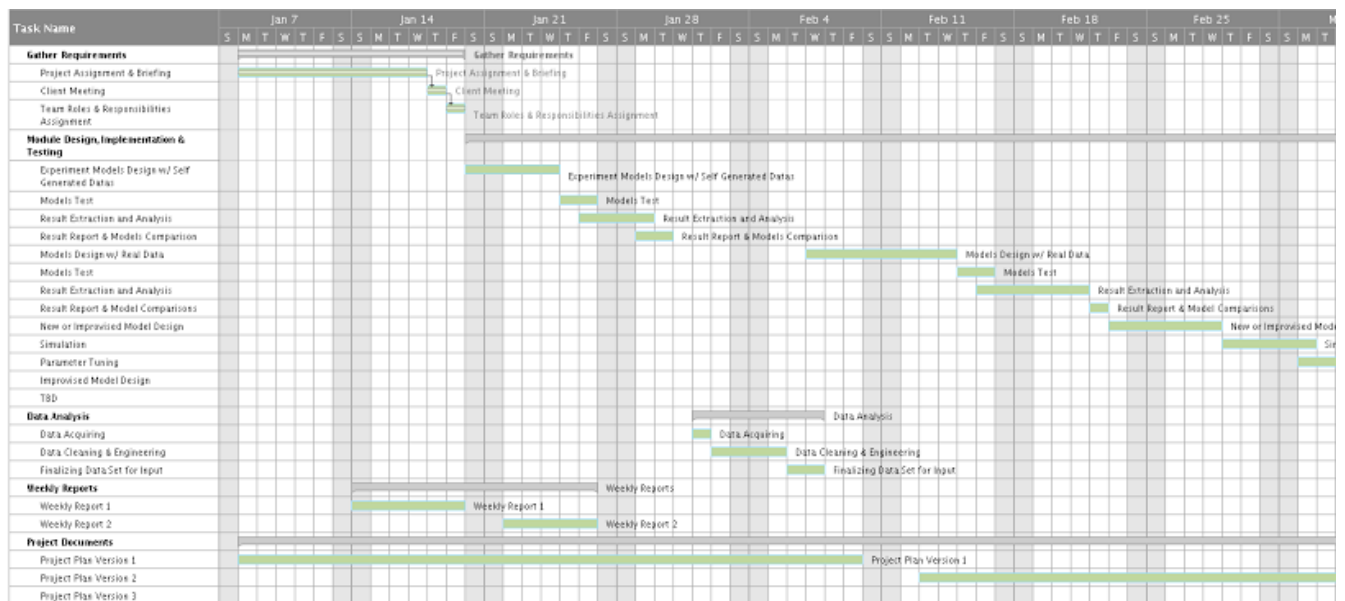 Task Name
Jan 7 Jan 14 Jan 21 Jan 28 Feb 4 Feb 11 Feb 18 Feb 25 M
S M T W T F S S M T W T F S S M T W T F S S M T W T F S S M T W T F S S M T W T F S S M T W T F S S M T W T F S S M T
Gather Requirements Gather Requirements
Project Assignment & Briefing Project Assignment & Briefing
Client Meeting Client Meeting
Team Roles & Responsibilities
Assignment
Team Roles & Responsibilities Assignment
Module Design, Implementation &
Testing
Experiment Models Design w/ Self
Generated Datas
Experiment Models Design w/ Self Generated Datas
Models Test Models Test
Result Extraction and Analysis Result Extraction and Analysis
Result Report & Models Comparison Result Report & Models Comparison
Models Design w/ Real Data Models Design w/ Real Data
Models Test Models Test
Result Extraction and Analysis Result Extraction and Analysis
Result Report & Model Comparisons Result Report & Model Comparisons
New or Improvised Model Design New or Improvised Mode
Simulation Sir
Parameter Tuning
Improvised Model Design
TBD
Data Analysis Data Analysis
Data Acquiring Data Acquiring
Data Cleaning & Engineering Data Cleaning & Engineering
Finalizing Data Set for Input Finalizing Data Set for Input
Weekly Reports Weekly Reports
Weekly Report 1 Weekly Report 1
Weekly Report 2 Weekly Report 2
Project Documents
Project Plan Version 1 Project Plan Version 1
Project Plan Version 2
Project Plan Version 3